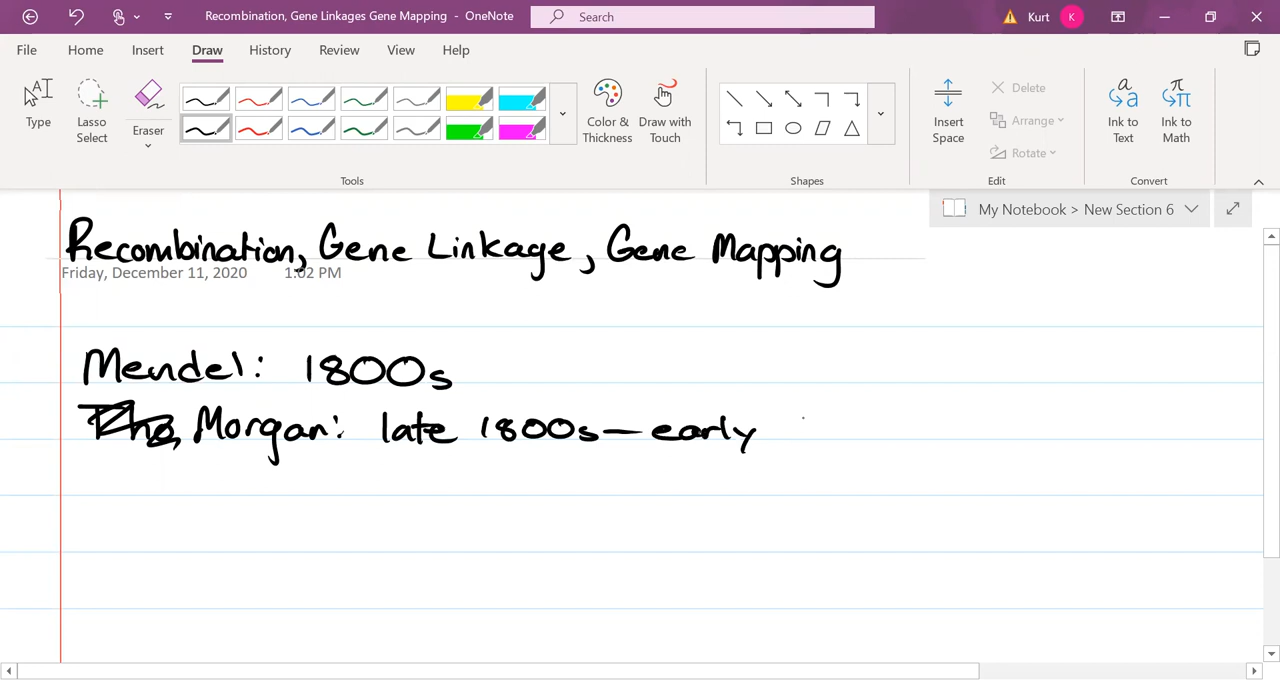 Recombination, Gene Linkages Gene Mapping - OneNote
Search
Kurt K
File Home Insert Draw History Review View Help
Type
Lasso Select
Eraser
Color & Thickness
Draw with Touch
Insert Space
Delete
Arrange
Rotate
Ink to Text
Ink to Math
Tools Shapes Edit Convert
My Notebook > New Section 6
Recombination, Gene Linkage, Gene Mapping
Friday, December 11, 2020 1:02 PM
Mendel: 1800s
Morgan: late 1800s — early